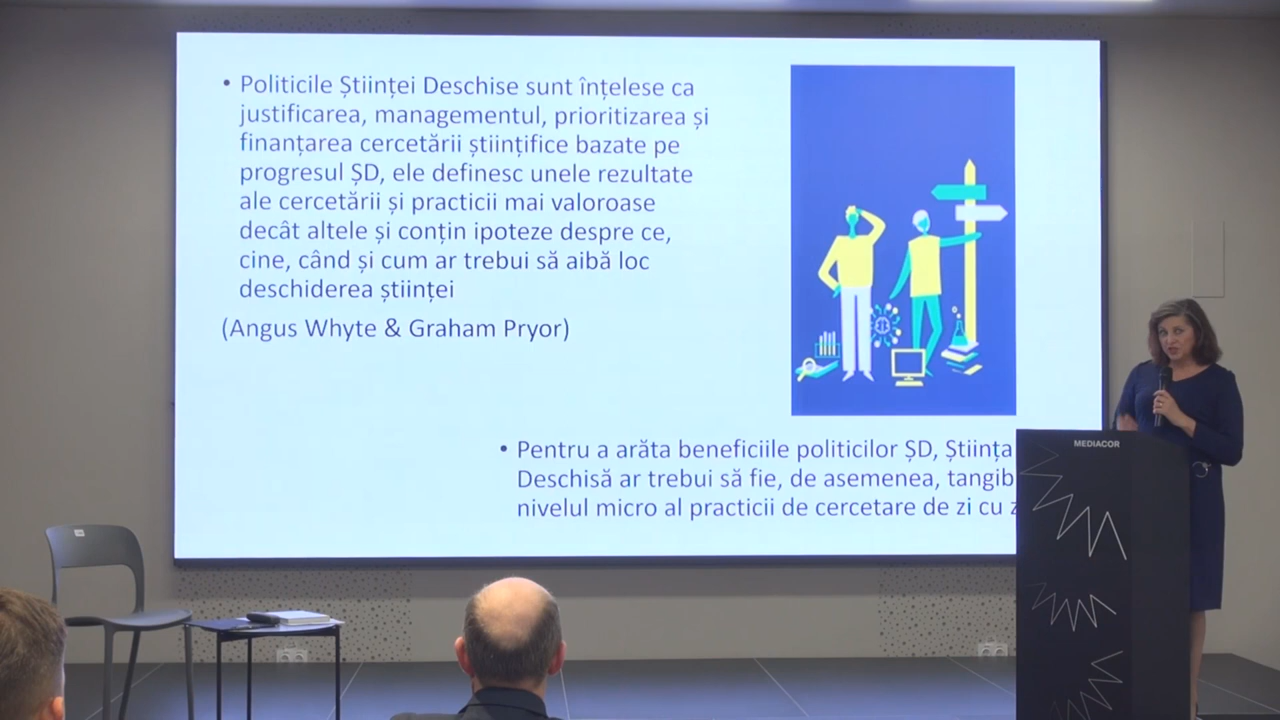 • Politicile Științei Deschise sunt înțelese ca
justificarea, managementul, prioritizarea și
finanțarea cercetării științifice bazate pe
progresul ȘD, ele definesc unele rezultate
ale cercetării și practicii mai valoroase
decât altele și conțin ipoteze despre ce,
cine, când și cum ar trebui să aibă loc
deschiderea științei
(Angus Whyte & Graham Pryor)
• Pentru a arăta beneficiile politicilor ȘD, Știința
Deschisă ar trebui să fie, de asemenea,
nivelul micro al practicii de cercetare de zi cu
MEDIACOR